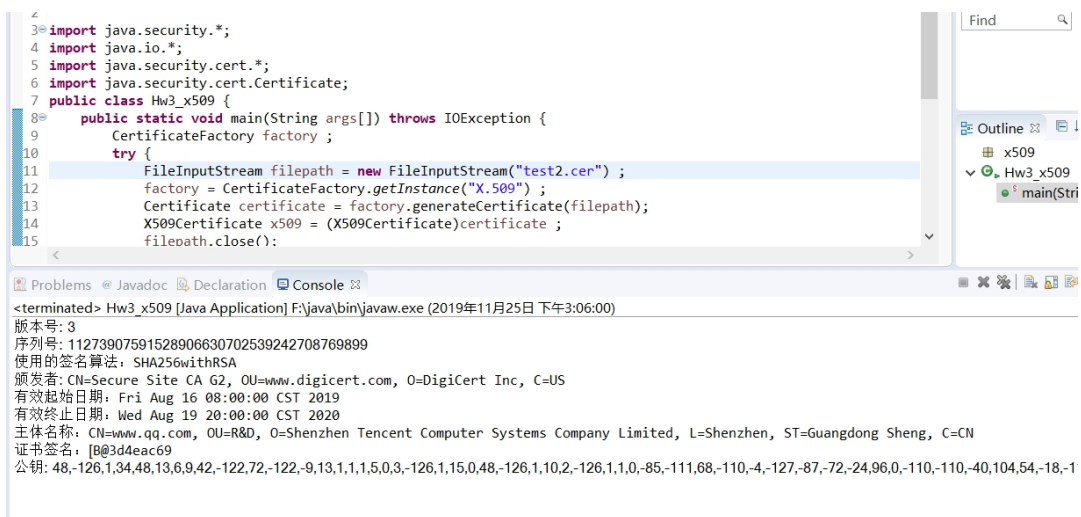 Find
3 import java.security.*;
4 import java.io.*;
5 import java.security.cert.*;
6 import java.security.cert.Certificate;
7 public class Hw3_x509 {
8 public static void main(String args[]) throws IOException {
9 CertificateFactory factory ;
10 try {
11 FileInputStream filepath = new FileInputStream("test2.cer") ;
12 factory = CertificateFactory.getInstance("X.509") ;
13 Certificate certificate = factory.generateCertificate(filepath);
14 X509Certificate x509 = (X509Certificate)certificate ;
15 filepath.close();
Outline
x509
Hw3_x509
main(Stri
Problems @ Javadoc Declaration Console
<terminated> Hw3_x509 [Java Application] F:\java\bin\javaw.exe (2019年11月25日 下午3:06:00)
版本号: 3
序列号: 11273907591528906630702539242708769899
使用的签名算法：SHA256withRSA
颁发者: CN=Secure Site CA G2, OU=www.digicert.com, O=DigiCert Inc, C=US
有效起始日期：Fri Aug 16 08:00:00 CST 2019
有效终止日期：Wed Aug 19 20:00:00 CST 2020
主体名称：CN=www.qq.com, OU=R&D, O=Shenzhen Tencent Computer Systems Company Limited, L=Shenzhen, ST=Guangdong Sheng, C=CN
证书签名：[B@3d4eac69
公钥: 48,-126,1,34,48,13,6,9,42,-122,72,-122,-9,13,1,1,1,5,0,3,-126,1,15,0,48,-126,1,10,2,-126,1,1,0,-85,-111,68,-110,-4,-127,-87,-72,-24,96,0,-110,-110,-40,104,54,-18,-1